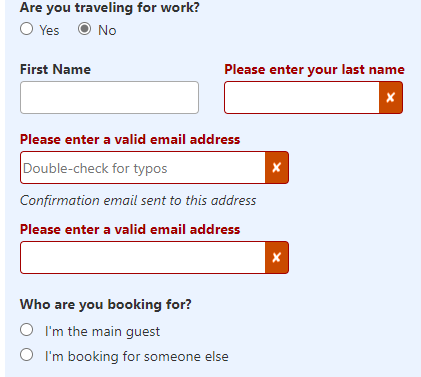 Are you traveling for work?
Yes No
First Name Please enter your last name
Please enter a valid email address
Double-check for typos
Confirmation email sent to this address
Please enter a valid email address
Who are you booking for?
I'm the main guest
I'm booking for someone else